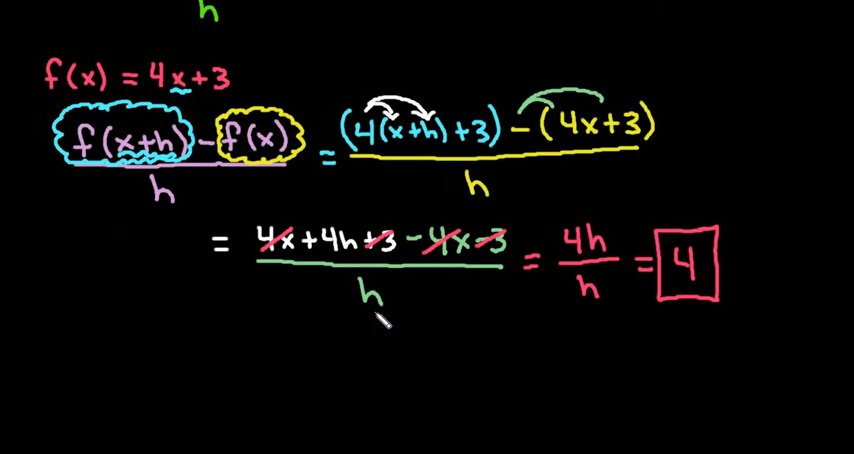 h
f(x) = 4x+3
f(x+h) - f(x) / h = (4(x+h)+3) - (4x+3) / h
= 4x+4h+3 -4x-3 / h = 4h / h = 4